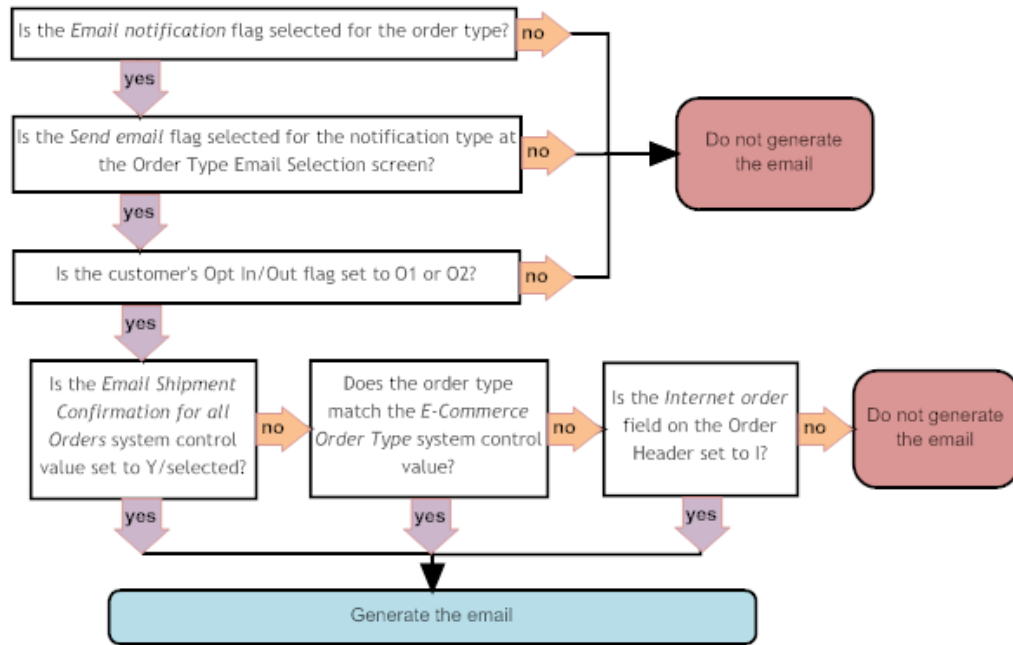 Is the Email notification flag selected for the order type?
no
yes
Is the Send email flag selected for the notification type at
the Order Type Email Selection screen?
no
Do not generate
the email
yes
Is the customer's Opt In/Out flag set to O1 or O2?
no
yes
Is the Email Shipment
Confirmation for all
Orders system control
value set to Y/selected?
no
Does the order type
match the E-Commerce
Order Type system control
value?
no
Is the Internet order
field on the Order
Header set to I?
no
Do not generate
the email
yes
yes
yes
Generate the email